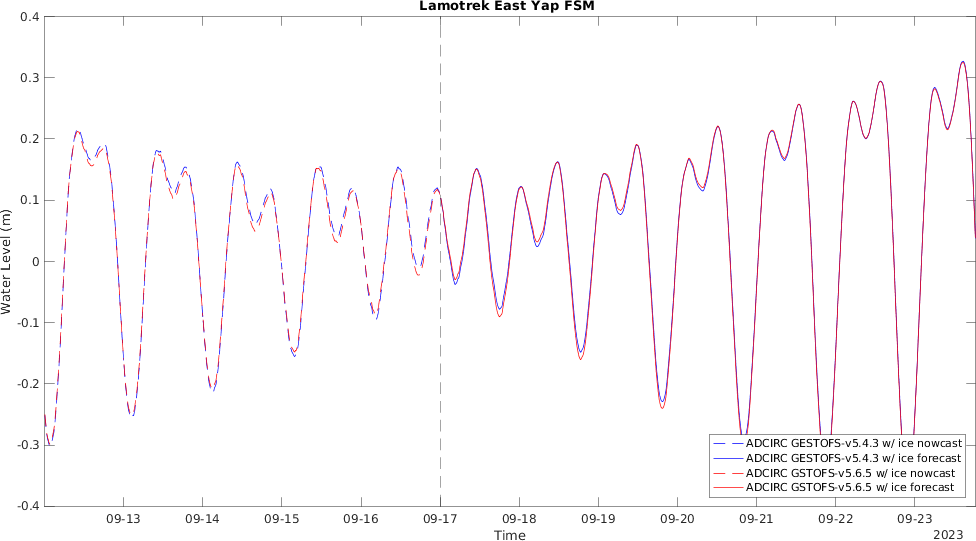 Lamotrek East Yap FSM
0.4
0.3
0.2
0.1
0
-0.1
-0.2
-0.3
-0.4
Water Level (m)
09-13 09-14 09-15 09-16 09-17 09-18 09-19 09-20 09-21 09-22 09-23
Time
2023
ADCIRC GESTOFS-v5.4.3 w/ ice nowcast
ADCIRC GESTOFS-v5.4.3 w/ ice forecast
ADCIRC GSTOFS-v5.6.5 w/ ice nowcast
ADCIRC GSTOFS-v5.6.5 w/ ice forecast